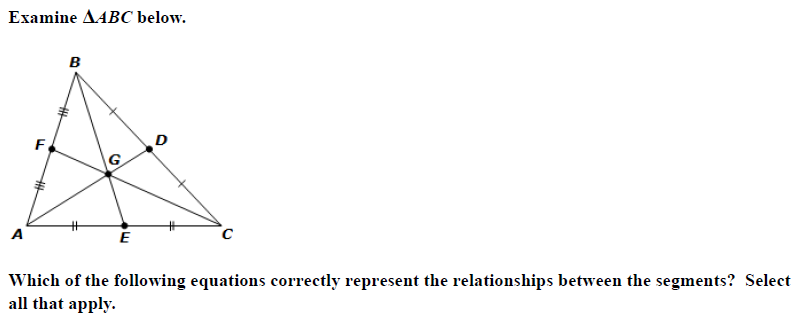 Examine ΔABC below.
B
F
D
G
A
E
C
Which of the following equations correctly represent the relationships between the segments? Select
all that apply.